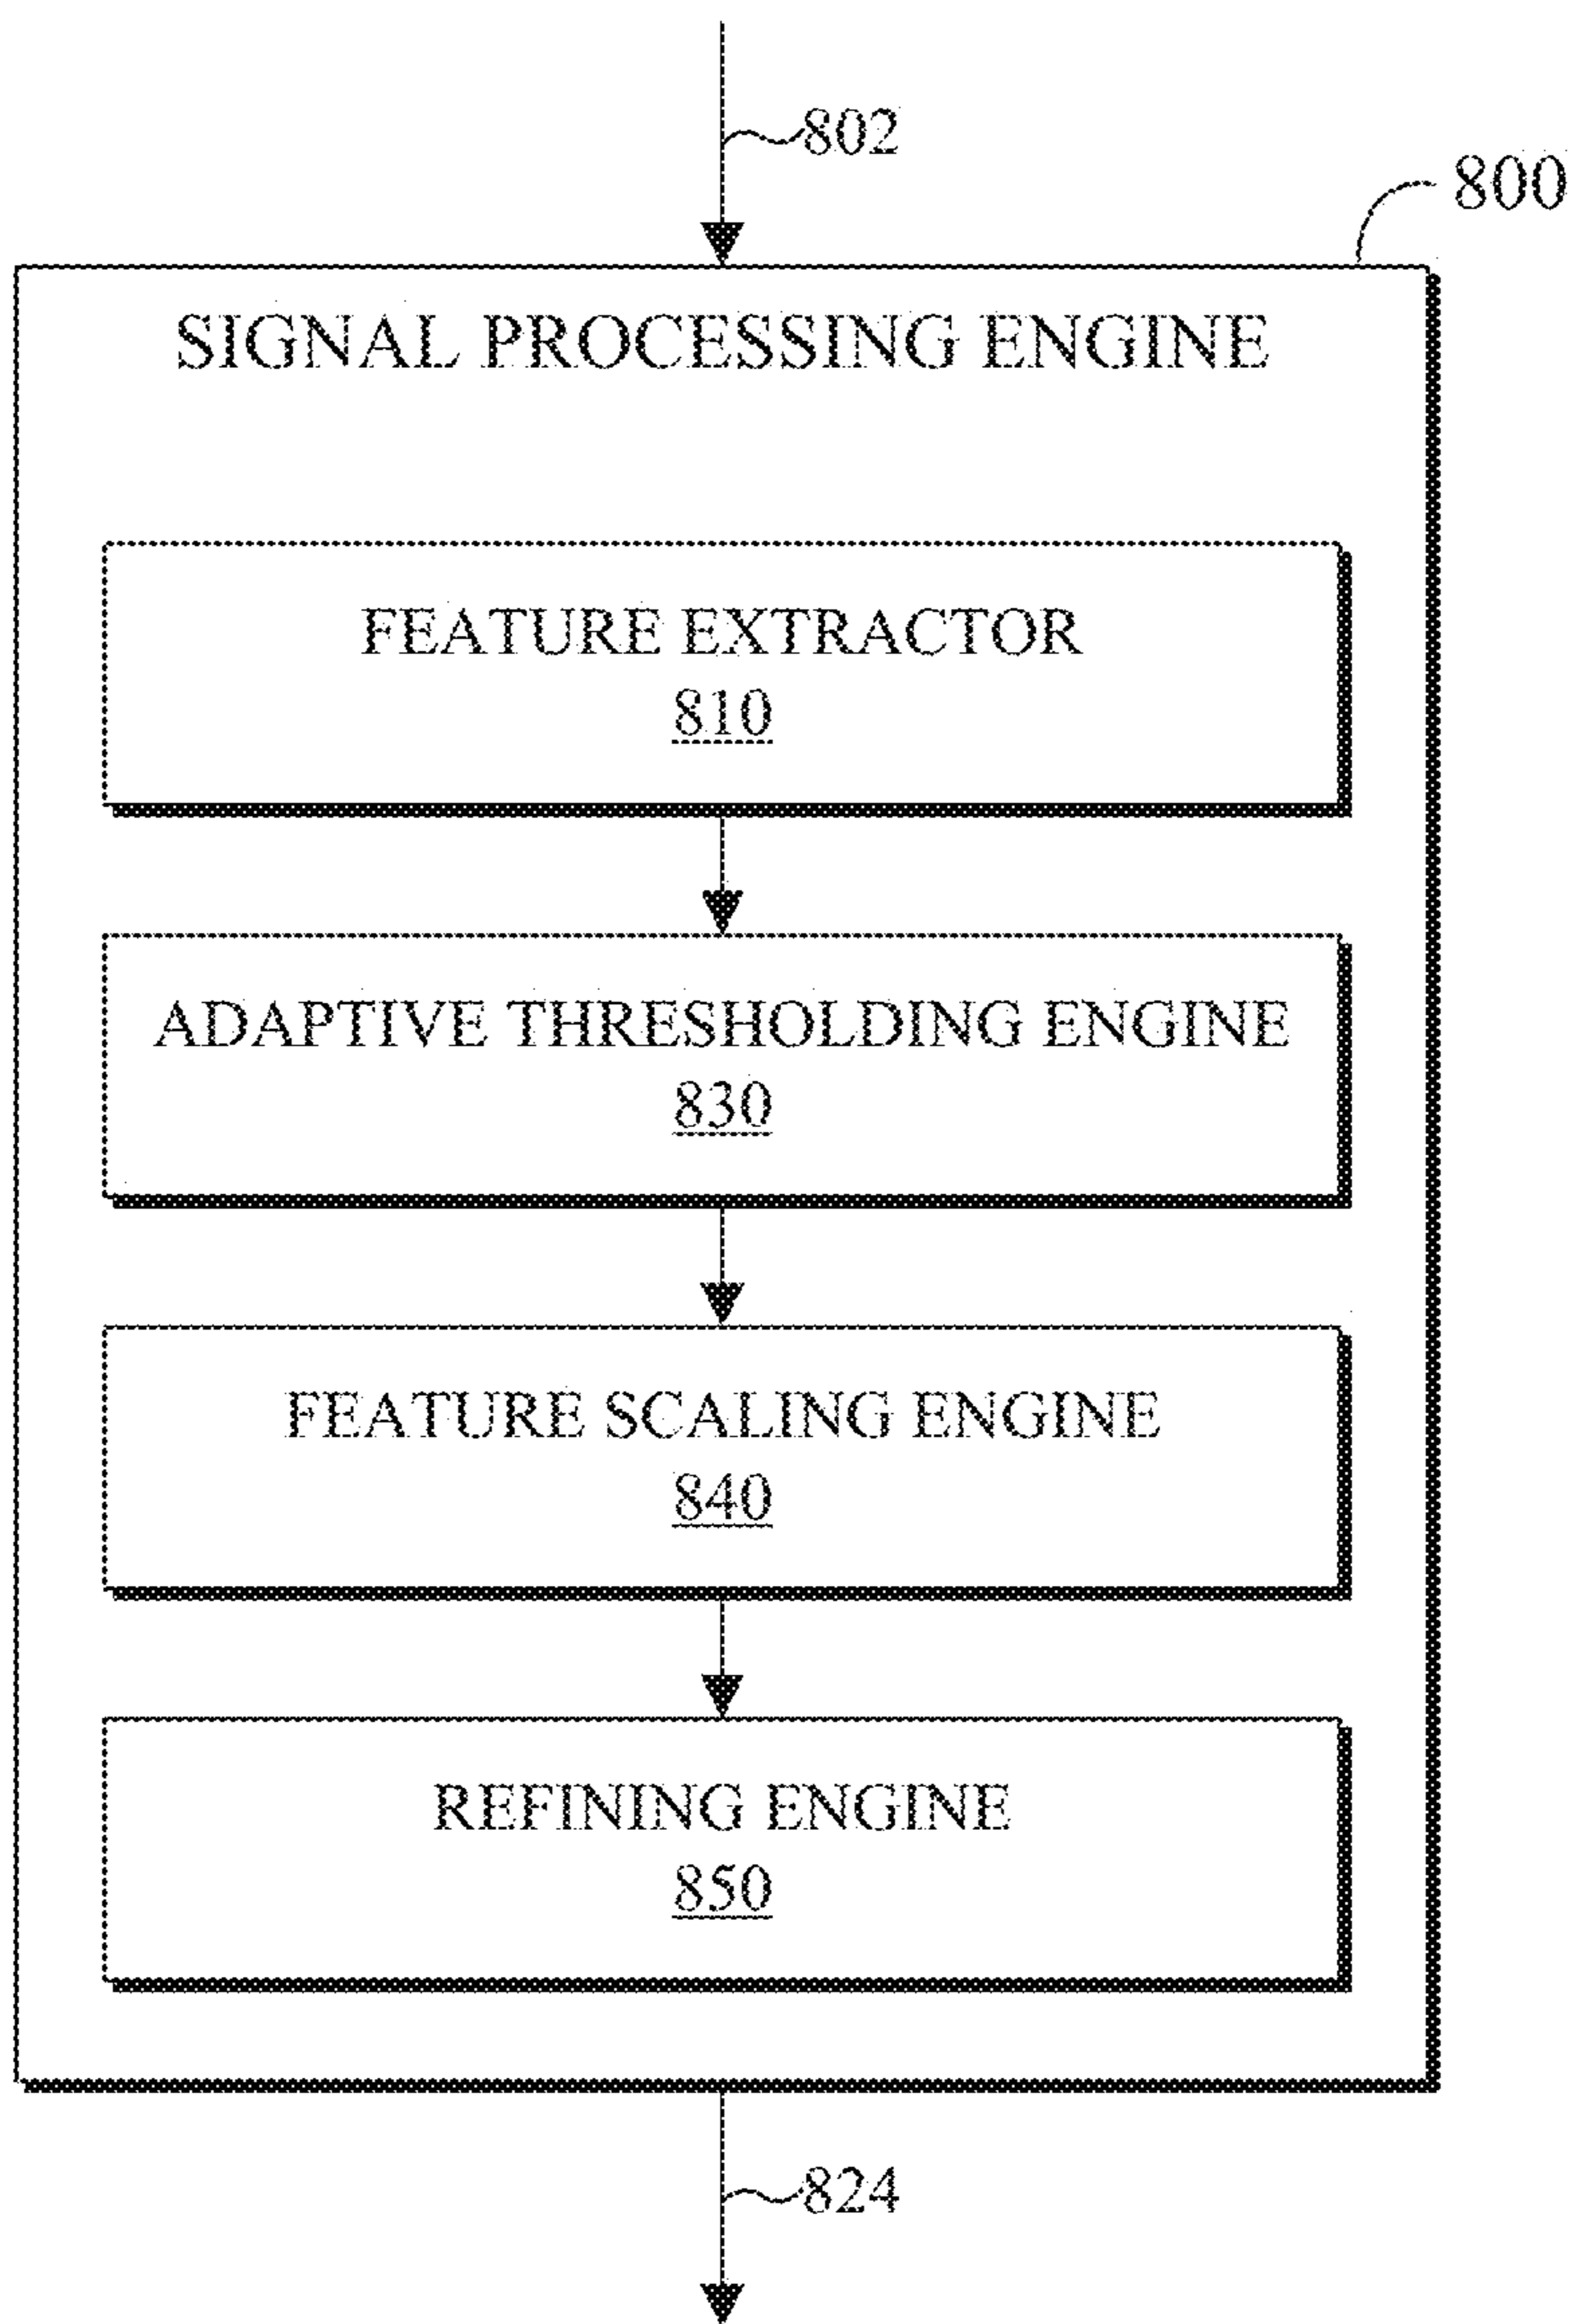 802
800
SIGNAL PROCESSING ENGINE
FEATURE EXTRACTOR
810
ADAPTIVE THRESHOLDING ENGINE
830
FEATURE SCALING ENGINE
840
REFINING ENGINE
850
824